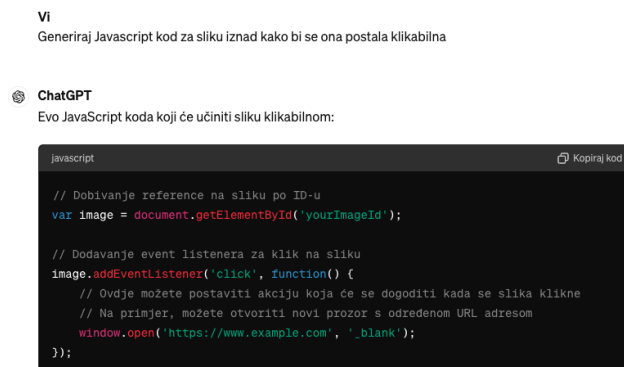 Vi
Generiraj Javascript kod za sliku iznad kako bi se ona postala klikabilna
ChatGPT
Evo JavaScript koda koji će učiniti sliku klikabilnom:
javascript
Kopiraj kod
// Dobivanje reference na sliku po ID-u
var image = document.getElementById('yourImageId');
// Dodavanje event listenera za klik na sliku
image.addEventListener('click', function() {
// Ovdje možete postaviti akciju koja će se dogoditi kada se slika klikne
// Na primjer, možete otvoriti novi prozor s određenom URL adresom
window.open('https://www.example.com', '_blank');
});